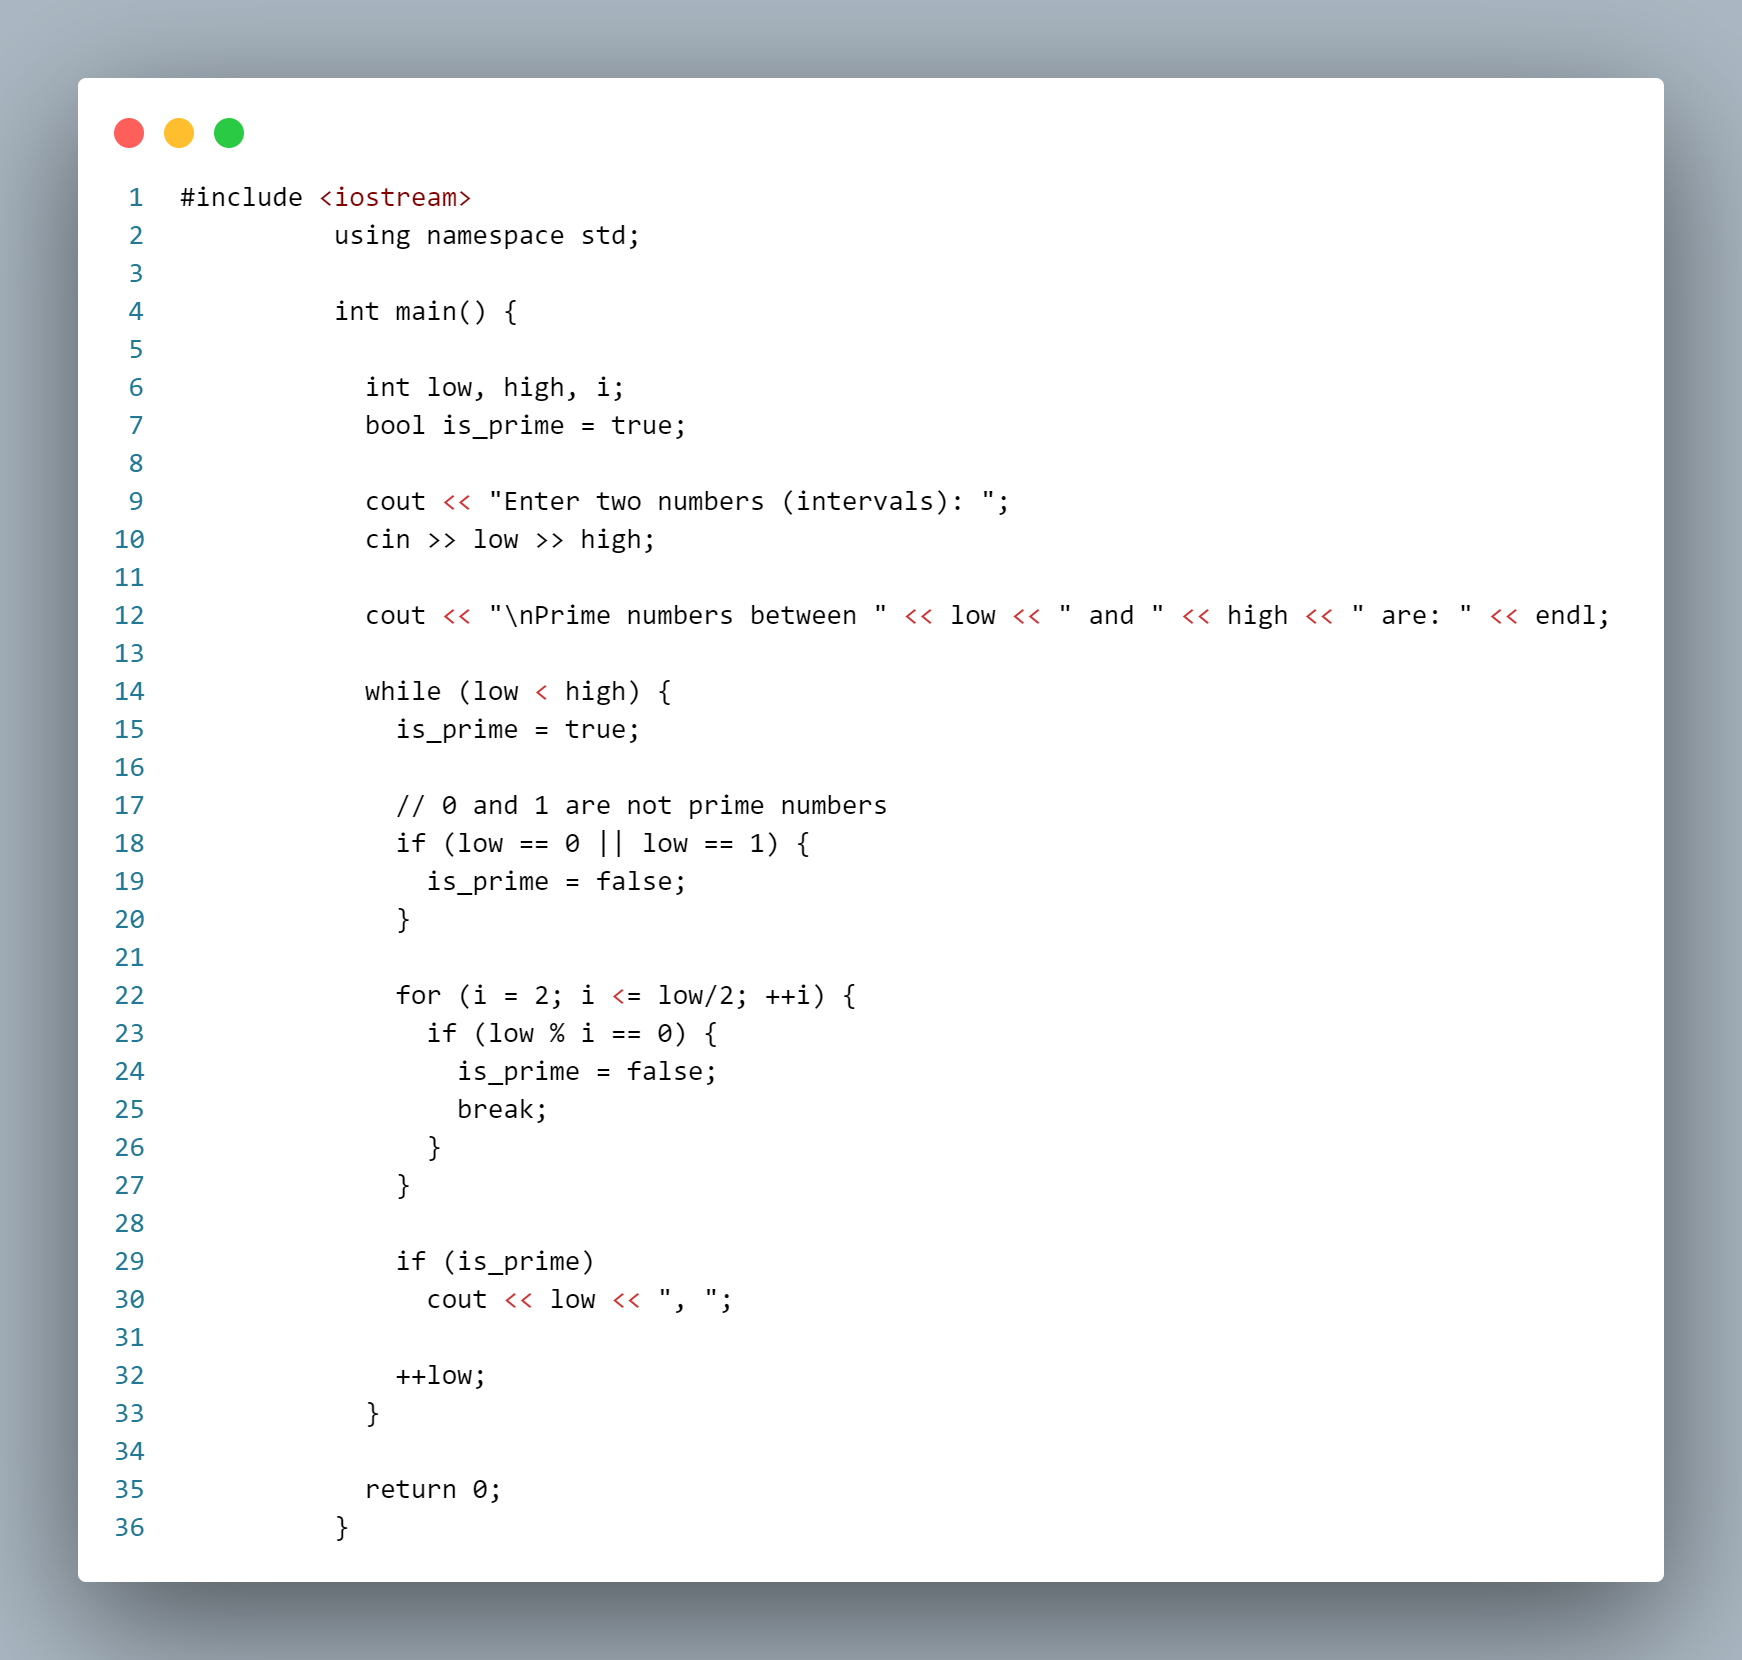 1 #include <iostream>
2 using namespace std;
3
4 int main() {
5
6 int low, high, i;
7 bool is_prime = true;
8
9 cout << "Enter two numbers (intervals): ";
10 cin >> low >> high;
11
12 cout << "\nPrime numbers between " << low << " and " << high << " are: " << endl;
13
14 while (low < high) {
15 is_prime = true;
16
17 // 0 and 1 are not prime numbers
18 if (low == 0 || low == 1) {
19 is_prime = false;
20 }
21
22 for (i = 2; i <= low/2; ++i) {
23 if (low % i == 0) {
24 is_prime = false;
25 break;
26 }
27 }
28
29 if (is_prime)
30 cout << low << ", ";
31
32 ++low;
33 }
34
35 return 0;
36 }